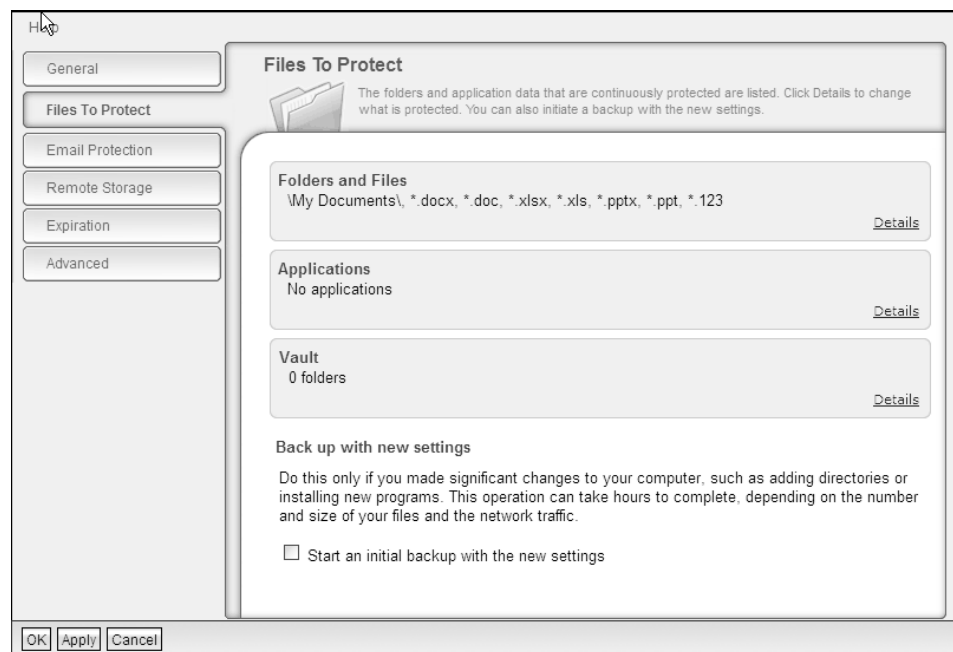 Help
General
Files To Protect
Email Protection
Remote Storage
Expiration
Advanced
Files To Protect
The folders and application data that are continuously protected are listed. Click Details to change
what is protected. You can also initiate a backup with the new settings.
Folders and Files
\My Documents\, *.docx, *.doc, *.xlsx, *.xls, *.pptx, *.ppt, *.123
Details
Applications
No applications
Details
Vault
0 folders
Details
Back up with new settings
Do this only if you made significant changes to your computer, such as adding directories or
installing new programs. This operation can take hours to complete, depending on the number
and size of your files and the network traffic.
Start an initial backup with the new settings
OK Apply Cancel